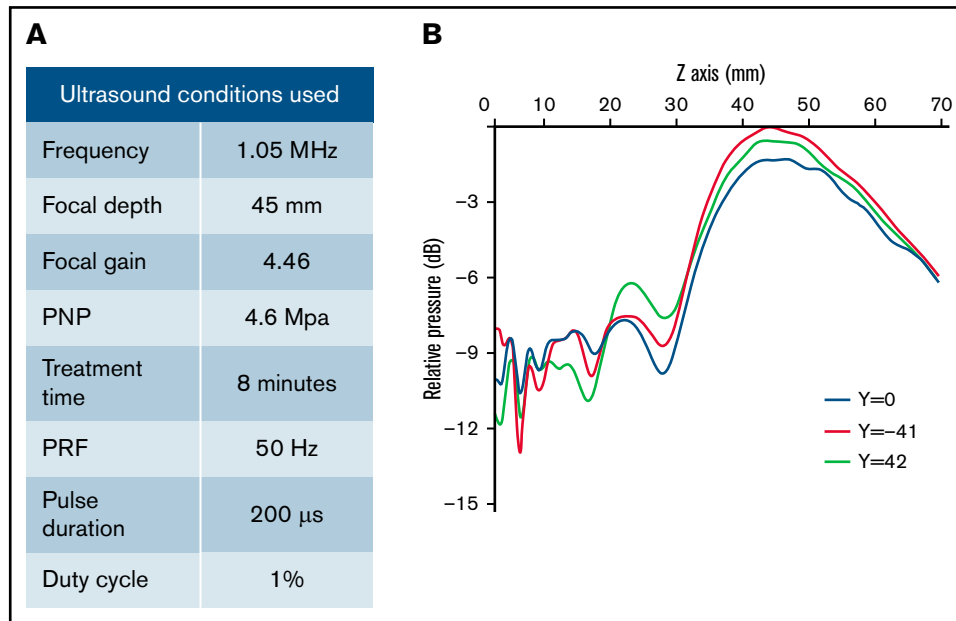 A
Ultrasound conditions used
Frequency 1.05 MHz
Focal depth 45 mm
Focal gain 4.46
PNP 4.6 Mpa
Treatment
time 8 minutes
PRF 50 Hz
Pulse
duration 200 μs
Duty cycle 1%
B
Z axis (mm)
0 10 20 30 40 50 60 70
Relative pressure (dB)
−3
−6
−9
−12
−15
Y=0
Y=−41
Y=42